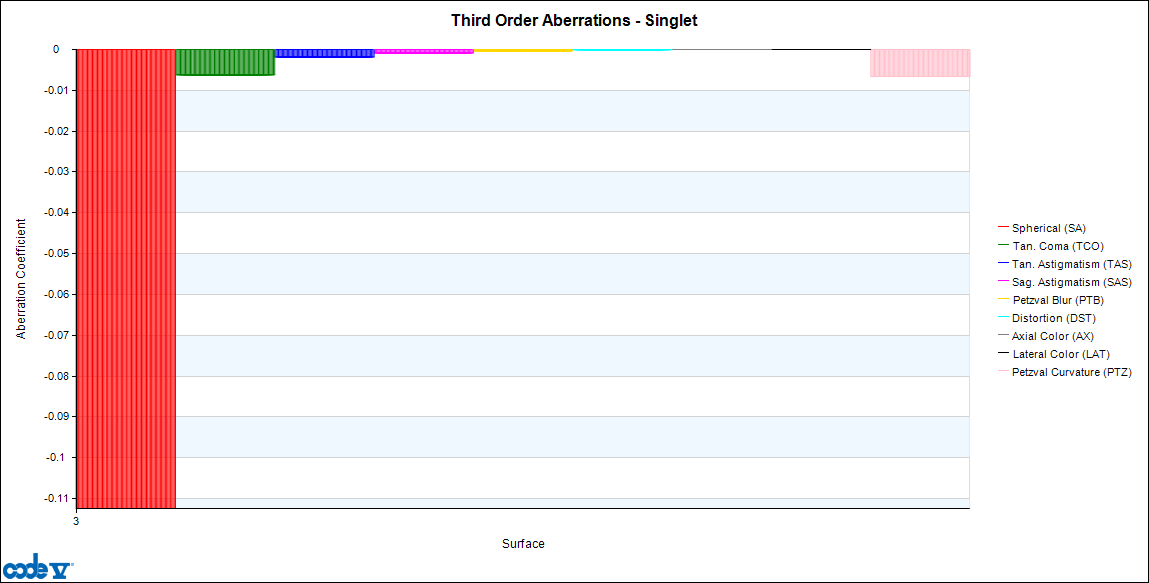 Third Order Aberrations - Singlet
Aberration Coefficient
0
-0.01
-0.02
-0.03
-0.04
-0.05
-0.06
-0.07
-0.08
-0.09
-0.1
-0.11
3
Surface
Spherical (SA)
Tan. Coma (TCO)
Tan. Astigmatism (TAS)
Sag. Astigmatism (SAS)
Petzval Blur (PTB)
Distortion (DST)
Axial Color (AX)
Lateral Color (LAT)
Petzval Curvature (PTZ)
code V